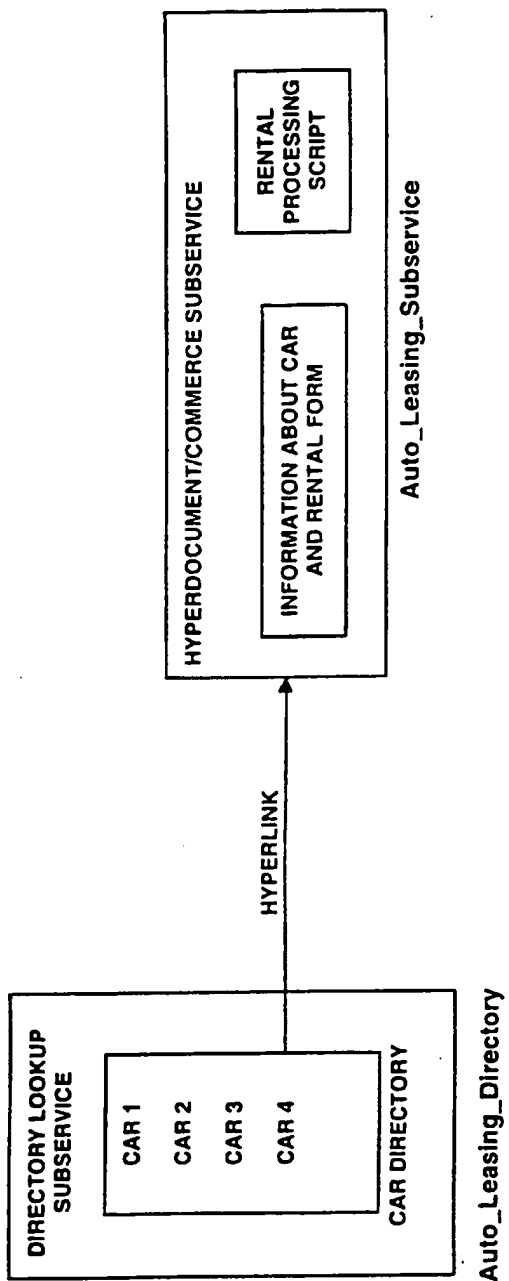 DIRECTORY LOOKUP
SUBSERVICE
CAR 1
CAR 2
CAR 3
CAR 4
CAR DIRECTORY
Auto_Leasing_Directory
HYPERLINK
HYPERDOCUMENT/COMMERCE SUBSERVICE
INFORMATION ABOUT CAR
AND RENTAL FORM
RENTAL
PROCESSING
SCRIPT
Auto_Leasing_Subservice